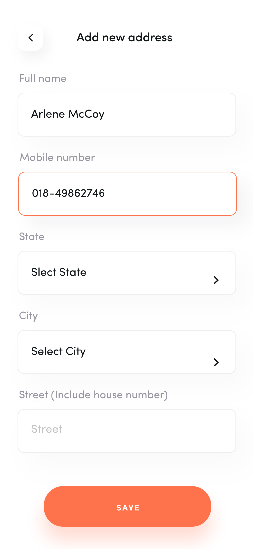 Add new address
Full name
Arlene McCoy
Mobile number
018-49862746
State
Slect State
City
Select City
Street (Include house number)
Street
SAVE